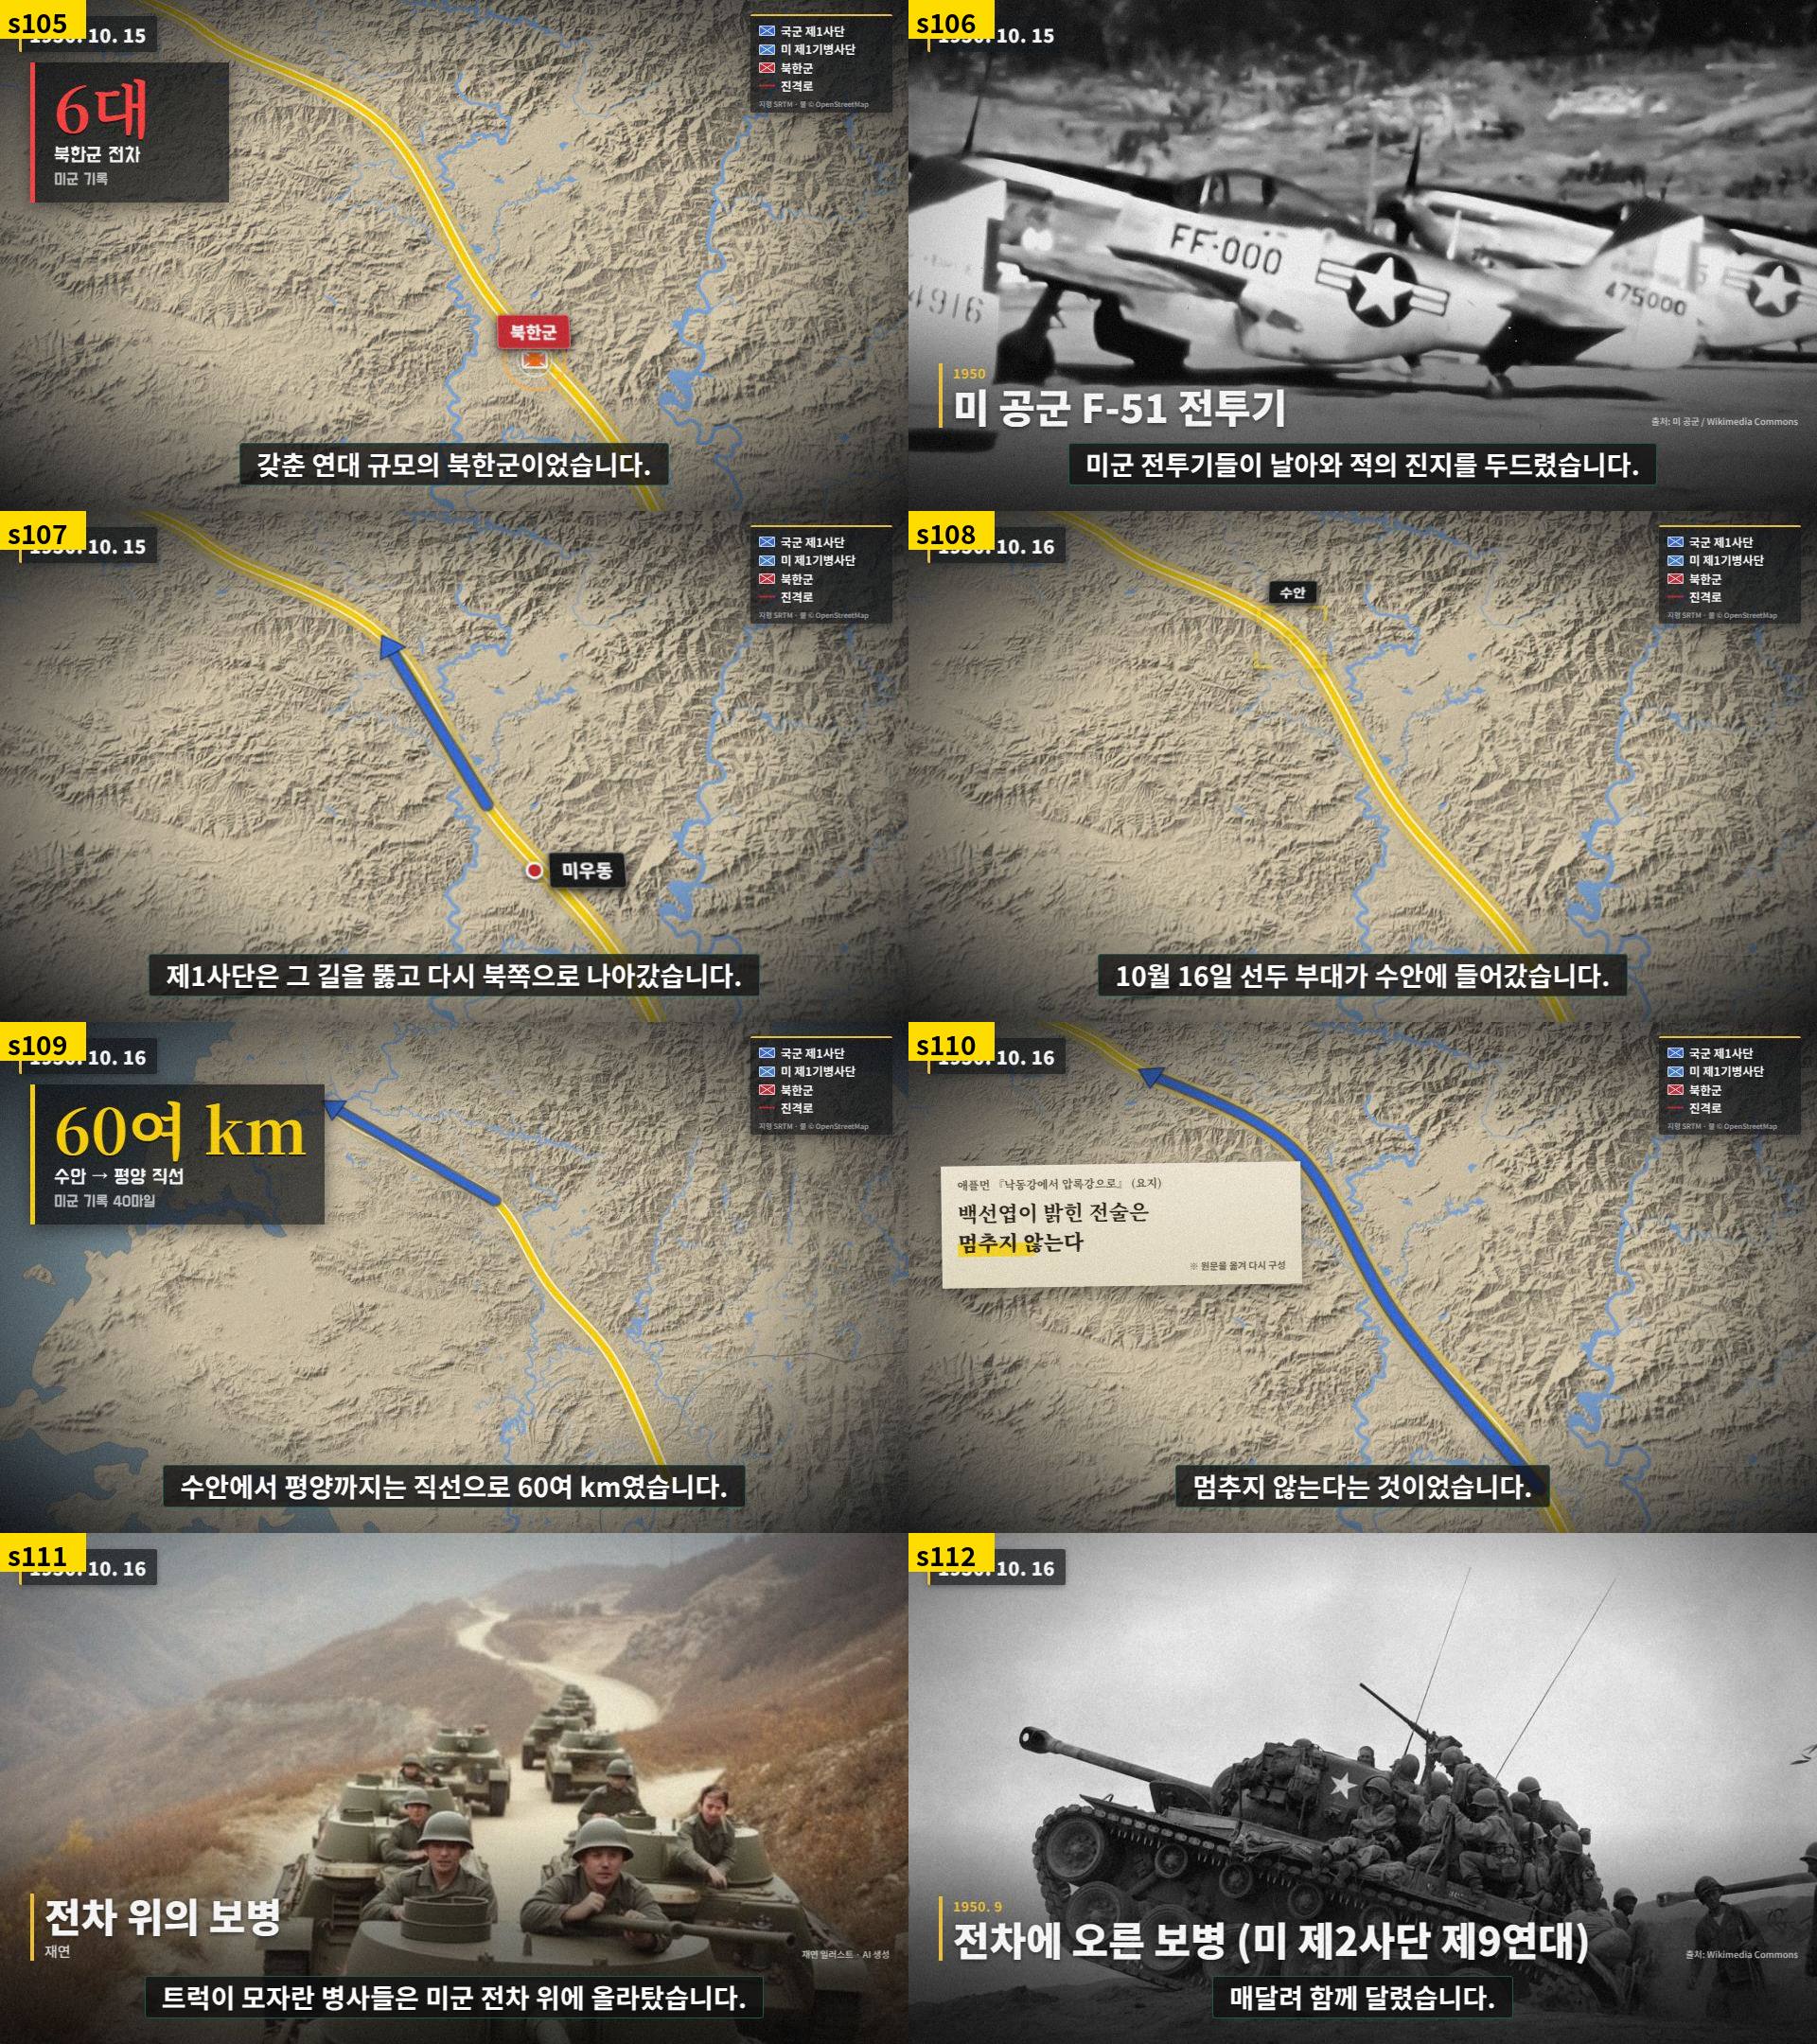 s105
10. 15
6대
북한군 전차
미군 기록
국군 제1사단
미 제1기병사단
북한군
진격로
지형 SRTM · 물 © OpenStreetMap
북한군
갖춘 연대 규모의 북한군이었습니다.
s106
10. 15
FF-000
4916
475000
1950
미 공군 F-51 전투기
출처: 미 공군 / Wikimedia Commons
미군 전투기들이 날아와 적의 진지를 두드렸습니다.
s107
10. 15
국군 제1사단
미 제1기병사단
북한군
진격로
지형 SRTM · 물 © OpenStreetMap
미우동
제1사단은 그 길을 뚫고 다시 북쪽으로 나아갔습니다.
s108
10. 16
국군 제1사단
미 제1기병사단
북한군
진격로
지형 SRTM · 물 © OpenStreetMap
수안
10월 16일 선두 부대가 수안에 들어갔습니다.
s109
10. 16
60여 km
수안 → 평양 직선
미군 기록 40마일
국군 제1사단
미 제1기병사단
북한군
진격로
지형 SRTM · 물 © OpenStreetMap
수안에서 평양까지는 직선으로 60여 km였습니다.
s110
10. 16
국군 제1사단
미 제1기병사단
북한군
진격로
지형 SRTM · 물 © OpenStreetMap
애플먼 『낙동강에서 압록강으로』 (요지)
백선엽이 밝힌 전술은
멈추지 않는다
※ 원문을 옮겨 다시 구성
멈추지 않는다는 것이었습니다.
s111
10. 16
전차 위의 보병
재연
재연 일러스트 · AI 생성
트럭이 모자란 병사들은 미군 전차 위에 올라탔습니다.
s112
10. 16
1950. 9
전차에 오른 보병 (미 제2사단 제9연대)
출처: Wikimedia Commons
매달려 함께 달렸습니다.